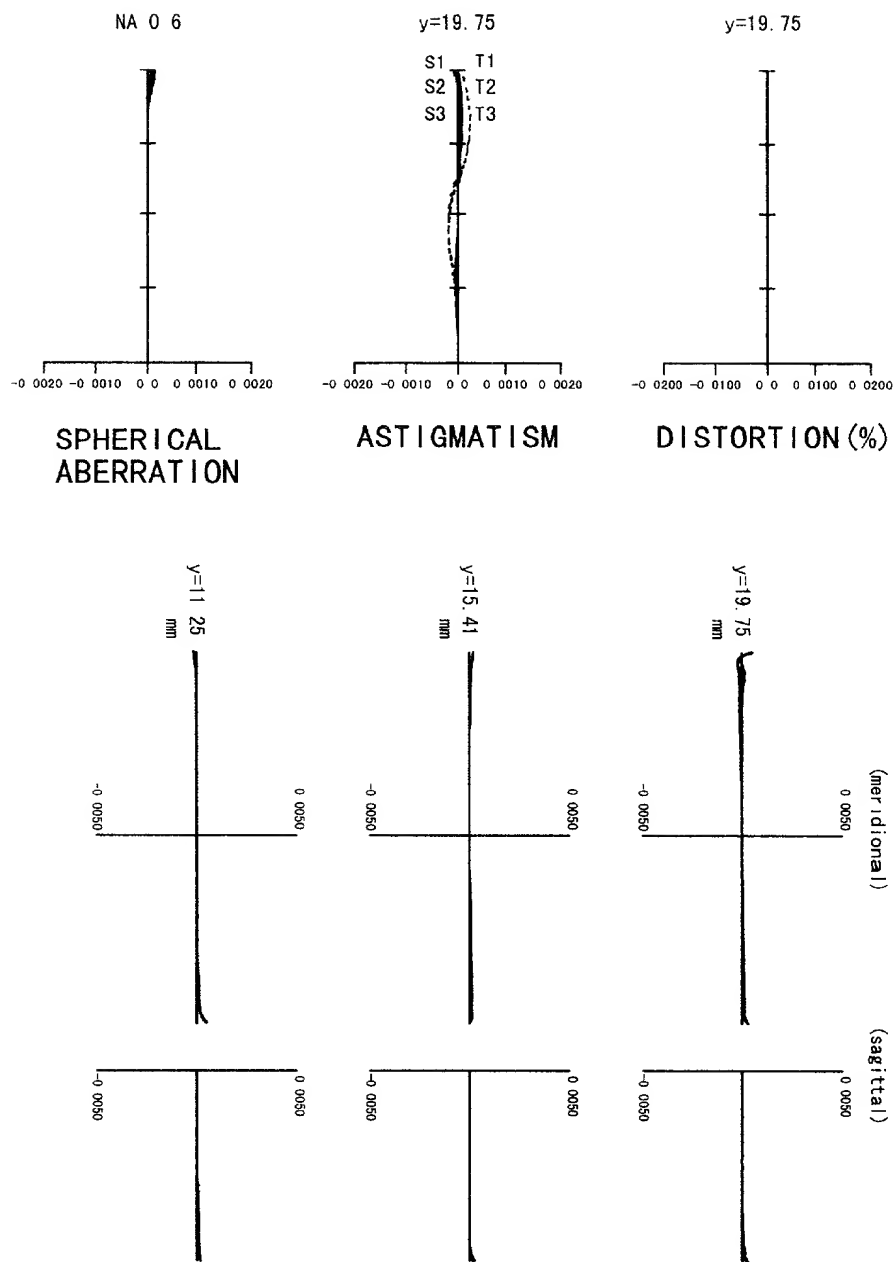 NA 0 6
y=19. 75
y=19. 75
S1 T1
S2 T2
S3 T3
-0 0020 -0 0010 0 0 0 0010 0 0020
-0 0020 -0 0010 0 0 0 0010 0 0020
-0 0200 -0 0100 0 0 0 0100 0 0200
SPHERICAL
ABERRATION
ASTIGMATISM
DISTORTION (%)
y=11 25
mm
y=15. 41
mm
y=19. 75
mm
-0 0050
0 0050
-0 0050
0 0050
-0 0050
0 0050
(meridional)
-0 0050
0 0050
-0 0050
0 0050
-0 0050
0 0050
(sagittal)